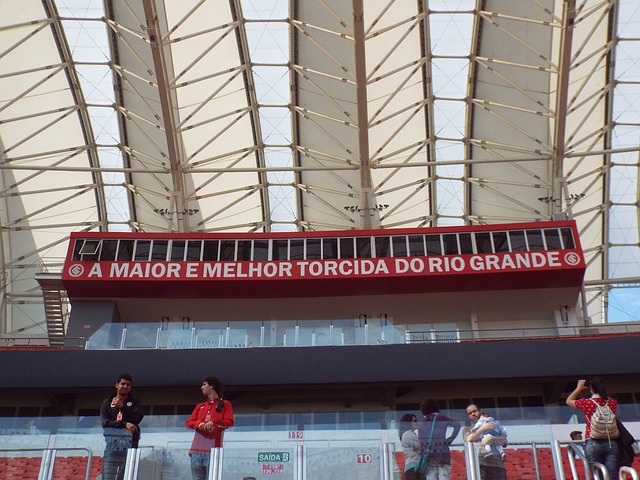 A MAIOR E MELHOR TORCIDA DO RIO GRANDE
119
SAÍDA
10